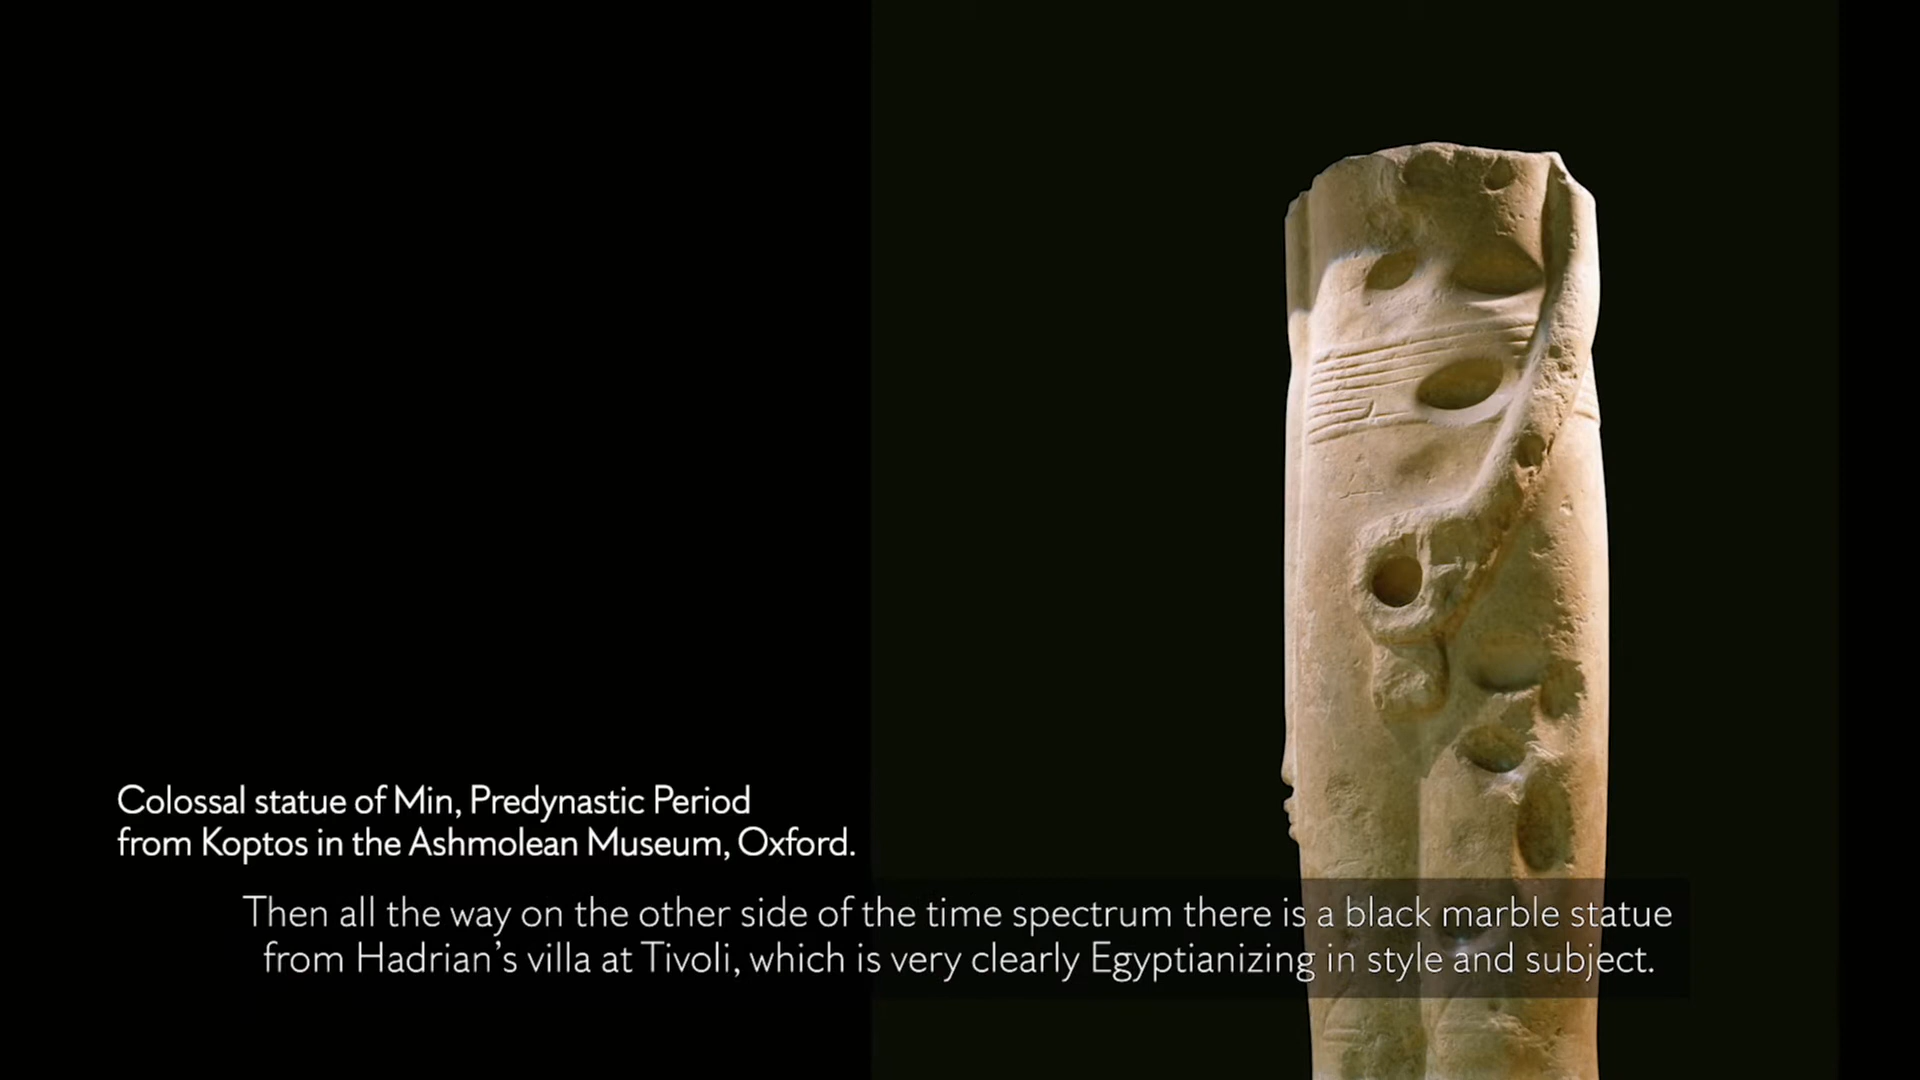 Colossal statue of Min, Predynastic Period
from Koptos in the Ashmolean Museum, Oxford.
Then all the way on the other side of the time spectrum there is a black marble statue
from Hadrian’s villa at Tivoli, which is very clearly Egyptianizing in style and subject.